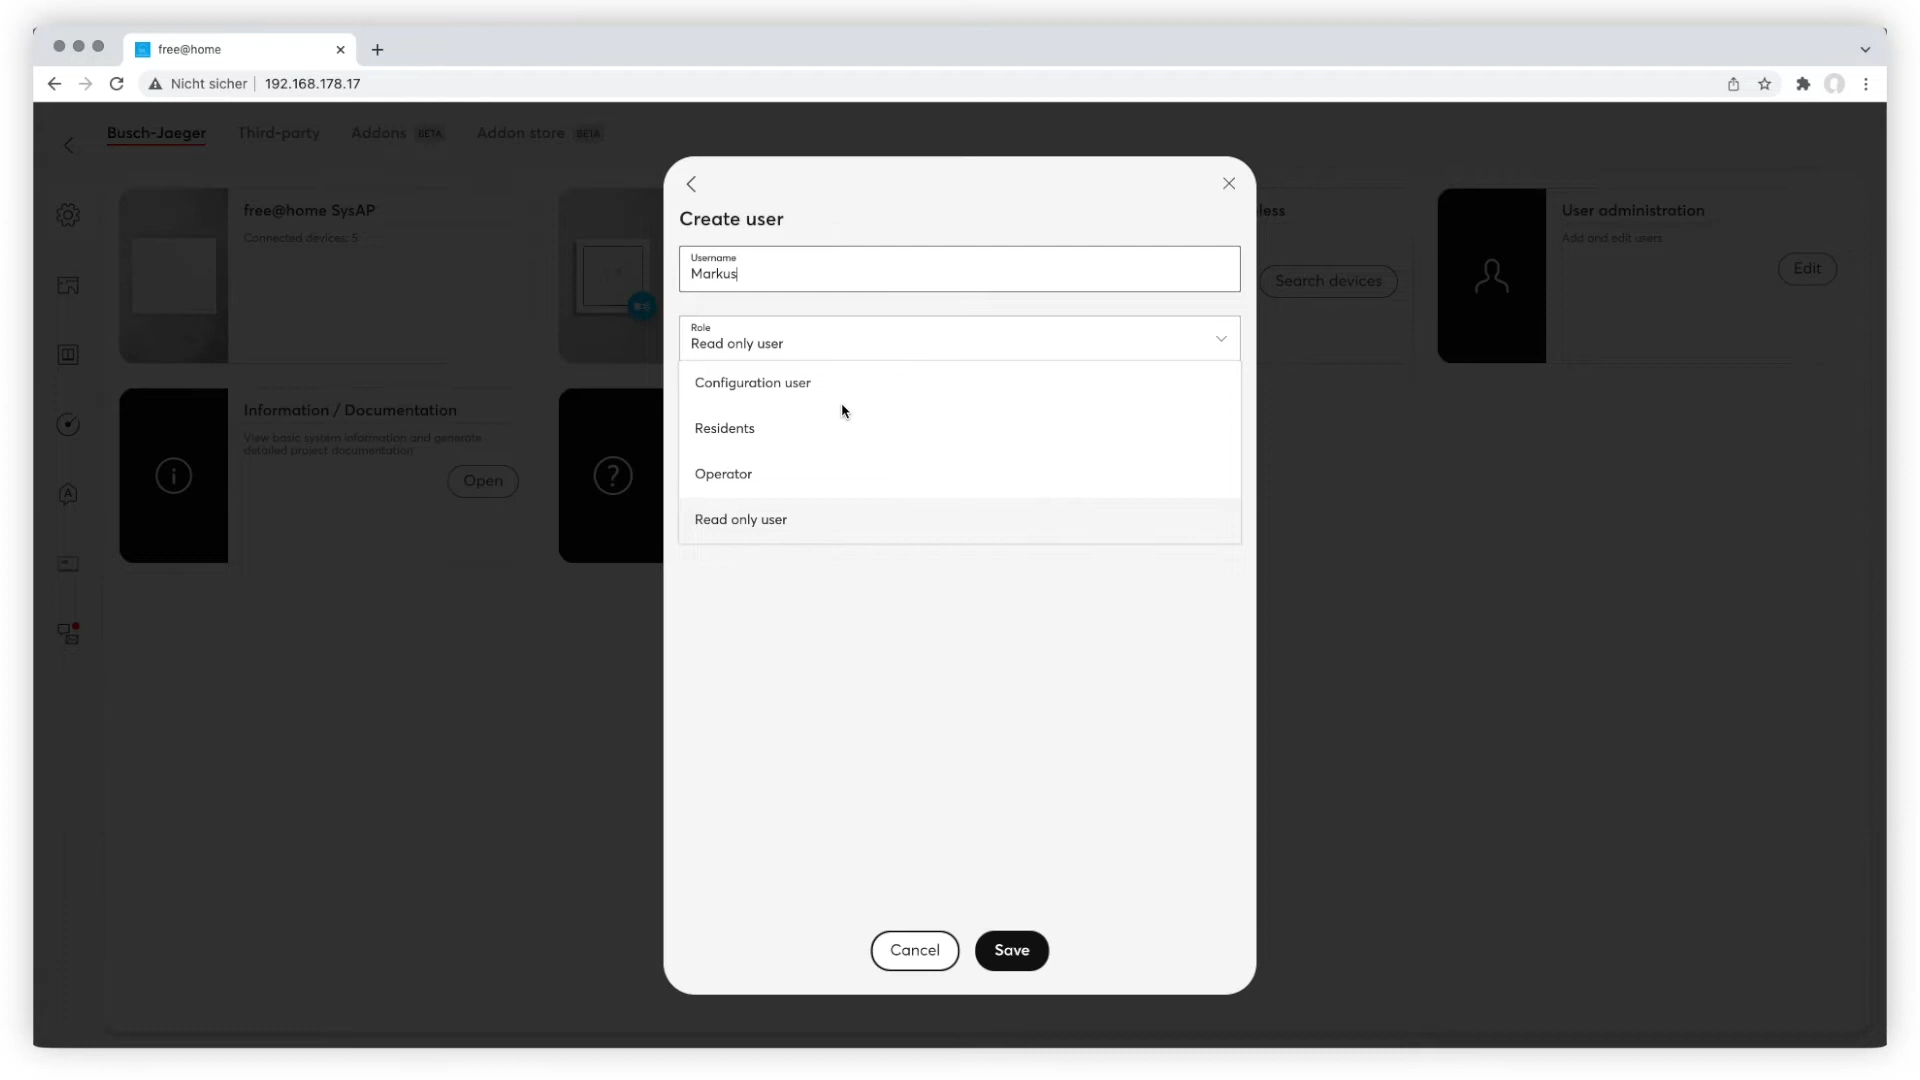 free@home
Nicht sicher
192.168.178.17
Busch-Jaeger
Third-party
Addons BETA
Addon store BETA
free@home SysAP
Connected devices: 5
less
Search devices
User administration
Add and edit users
Edit
Information / Documentation
View basic system information and generate
detailed project documentation
Open
Create user
Username
Markus
Role
Read only user
Configuration user
Residents
Operator
Read only user
Cancel
Save